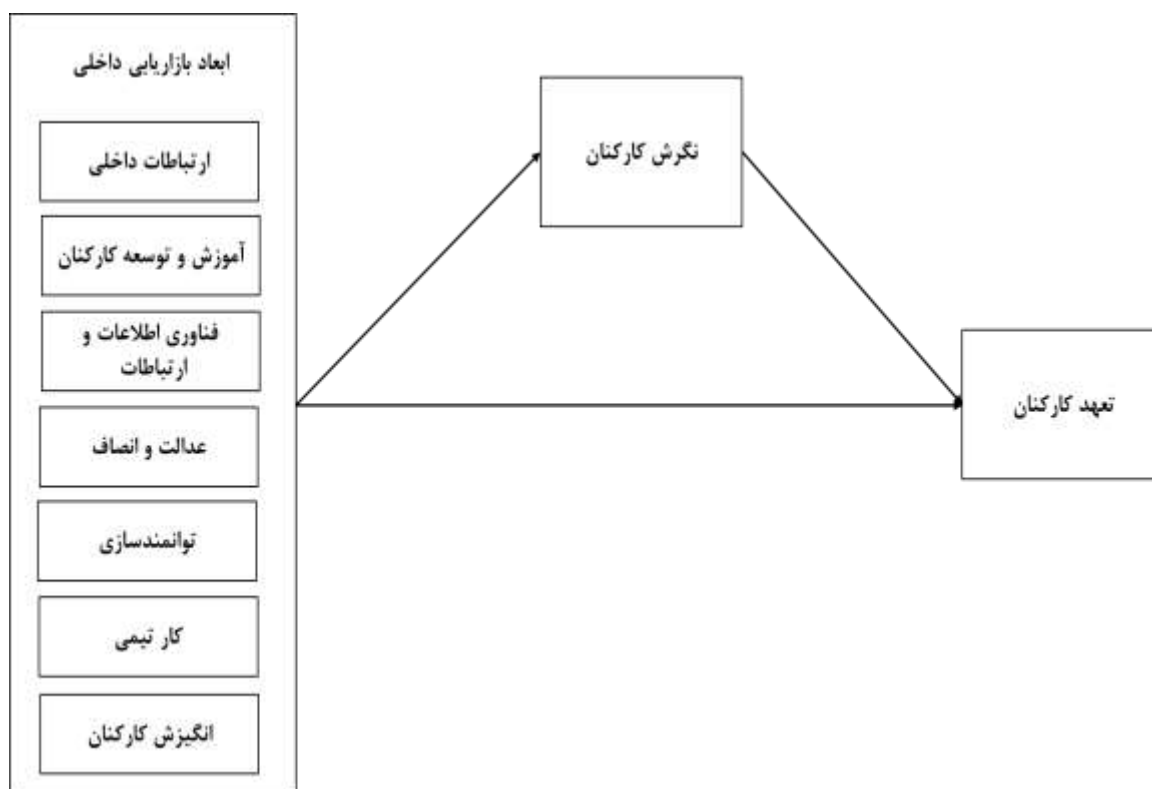 ابعاد بازاریابی داخلی
ارتباطات داخلی
آموزش و توسعه کارکنان
فناوری اطلاعات و
ارتباطات
عدالت و انصاف
توانمندسازی
کار تیمی
انگیزش کارکنان
نگرش کارکنان
تعهد کارکنان